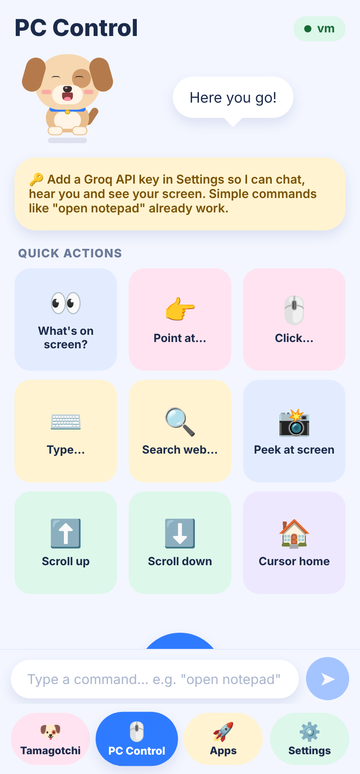 PC Control
vm
Here you go!
🔑 Add a Groq API key in Settings so I can chat,
hear you and see your screen. Simple commands
like "open notepad" already work.
QUICK ACTIONS
What's on
screen?
Point at...
Click...
Type...
Search web...
Peek at screen
Scroll up
Scroll down
Cursor home
Type a command... e.g. "open notepad"
Tamagotchi
PC Control
Apps
Settings